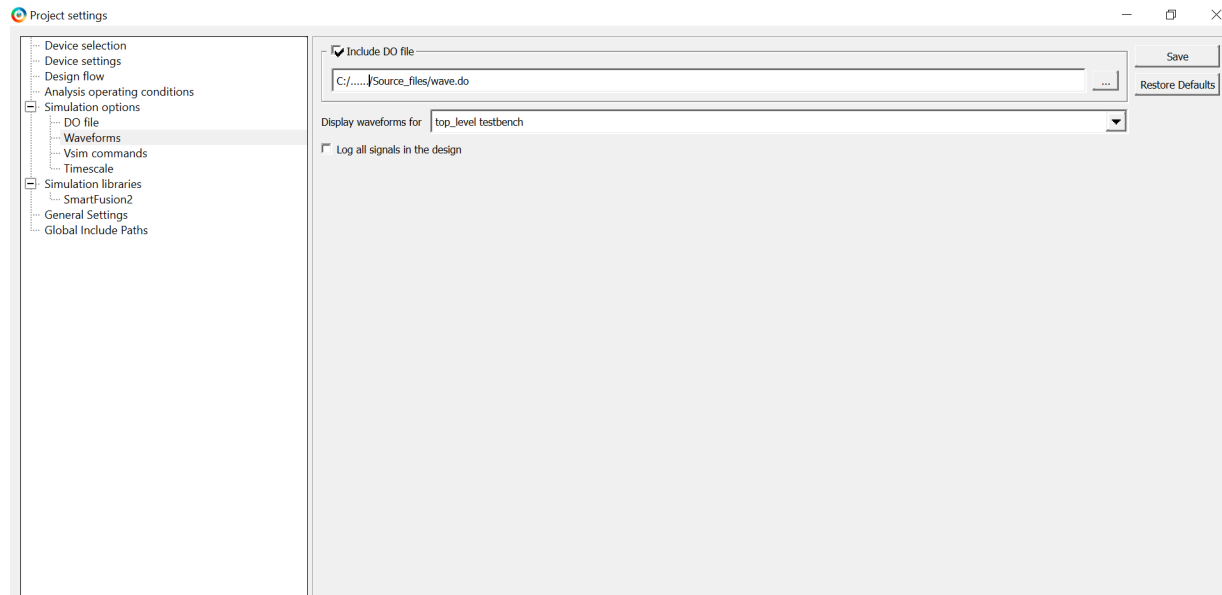 Project settings
Device selection
Device settings
Design flow
Analysis operating conditions
Simulation options
DO file
Waveforms
Vsim commands
Timescale
Simulation libraries
SmartFusion2
General Settings
Global Include Paths
Include DO file
C:/....../Source_files/wave.do
...
Display waveforms for top_level testbench
Log all signals in the design
Save
Restore Defaults